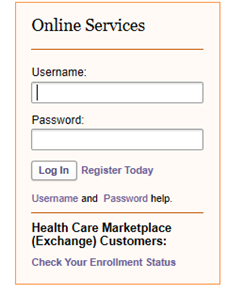 Online Services
Username:
Password:
Log In Register Today
Username and Password help.
Health Care Marketplace
(Exchange) Customers:
Check Your Enrollment Status